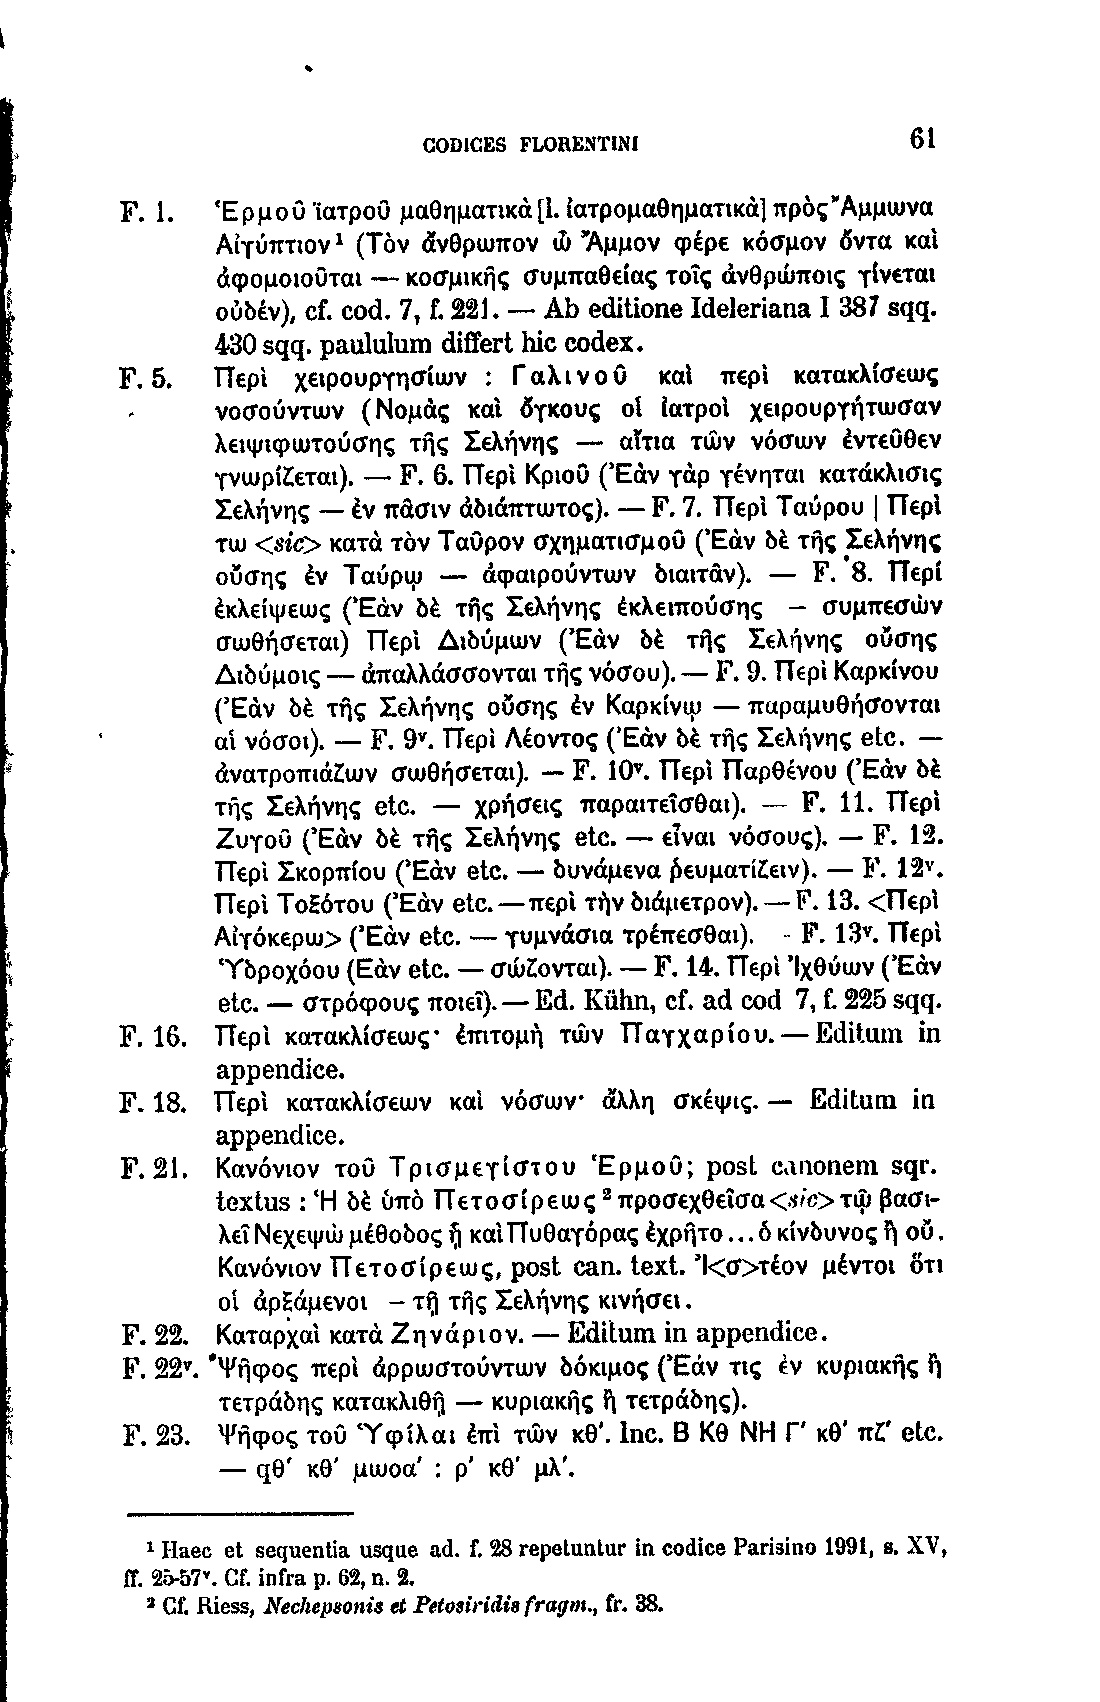 CODICES FLORENTINI 61
F. 1. Ἑρμοῦ ἰατροῦ μαθηματικὰ [l. ἰατρομαθηματικὰ] πρὸς Ἄμμωνα
Αἰγύπτιον¹ (Τὸν ἄνθρωπον ὦ Ἄμμον φέρε κόσμον ὄντα καὶ
ἀφομοιοῦται — κοσμικῆς συμπαθείας τοῖς ἀνθρώποις γίνεται
οὐδέν), cf. cod. 7, f. 221. — Ab editione Ideleriana I 387 sqq.
430 sqq. paululum differt hic codex.
F. 5. Περὶ χειρουργησίων : Γαλινοῦ καὶ περὶ κατακλίσεως
νοσούντων (Νομὰς καὶ ὄγκους οἱ ἰατροὶ χειρουργήτωσαν
λειψιφωτούσης τῆς Σελήνης — αἴτια τῶν νόσων ἐντεῦθεν
γνωρίζεται). — F. 6. Περὶ Κριοῦ (Ἐὰν γὰρ γένηται κατάκλισις
Σελήνης — ἐν πᾶσιν ἀδιάπτωτος). — F. 7. Περὶ Ταύρου | Περὶ
τω <sic> κατὰ τὸν Ταῦρον σχηματισμοῦ (Ἐὰν δὲ τῆς Σελήνης
οὔσης ἐν Ταύρῳ — ἀφαιρούντων διαιτᾶν). — F. 8. Περί
ἐκλείψεως (Ἐὰν δὲ τῆς Σελήνης ἐκλειπούσης – συμπεσὼν
σωθήσεται) Περὶ Διδύμων (Ἐὰν δὲ τῆς Σελήνης οὔσης
Διδύμοις — ἀπαλλάσσονται τῆς νόσου). — F. 9. Περὶ Καρκίνου
(Ἐὰν δὲ τῆς Σελήνης οὔσης ἐν Καρκίνῳ — παραμυθήσονται
αἱ νόσοι). — F. 9ᵛ. Περὶ Λέοντος (Ἐὰν δὲ τῆς Σελήνης etc. —
ἀνατροπιάζων σωθήσεται). — F. 10ᵛ. Περὶ Παρθένου (Ἐὰν δὲ
τῆς Σελήνης etc. — χρήσεις παραιτεῖσθαι). — F. 11. Περὶ
Ζυγοῦ (Ἐὰν δὲ τῆς Σελήνης etc. — εἶναι νόσους). — F. 12.
Περὶ Σκορπίου (Ἐὰν etc. — δυνάμενα ῥευματίζειν). — F. 12ᵛ.
Περὶ Τοξότου (Ἐὰν etc. — περὶ τὴν διάμετρον). — F. 13. <Περὶ
Αἰγόκερω> (Ἐὰν etc. — γυμνάσια τρέπεσθαι). - F. 13ᵛ. Περὶ
Ὑδροχόου (Εὰν etc. — σώζονται). — F. 14. Περὶ Ἰχθύων (Ἐὰν
etc. — στρόφους ποιεῖ). — Ed. Kühn, cf. ad cod 7, f. 225 sqq.
F. 16. Περὶ κατακλίσεως· ἐπιτομὴ τῶν Παγχαρίου. — Editum in
appendice.
F. 18. Περὶ κατακλίσεων καὶ νόσων· ἄλλη σκέψις. — Editum in
appendice.
F. 21. Κανόνιον τοῦ Τρισμεγίστου Ἑρμοῦ; post canonem sqr.
textus : Ἡ δὲ ὑπὸ Πετοσίρεως² προσεχθεῖσα <sic> τῷ βασι-
λεῖ Νεχεψὼ μέθοδος ᾗ καὶ Πυθαγόρας ἐχρῆτο... ὁ κίνδυνος ἢ οὔ.
Κανόνιον Πετοσίρεως, post can. text. Ἰ<σ>τέον μέντοι ὅτι
οἱ ἀρξάμενοι – τῇ τῆς Σελήνης κινήσει.
F. 22. Καταρχαὶ κατὰ Ζηνάριον. — Editum in appendice.
F. 22ᵛ. Ψῆφος περὶ ἀρρωστούντων δόκιμος (Ἐάν τις ἐν κυριακῆς ἢ
τετράδης κατακλιθῇ — κυριακῆς ἢ τετράδης).
F. 23. Ψῆφος τοῦ Ὑφίλαι ἐπὶ τῶν κθ'. Inc. Β Κθ ΝΗ Γ' κθ' πζ' etc.
— ϥθ' κθ' μωοα' : ρ' κθ' μλ'.
¹ Haec et sequentia usque ad. f. 28 repetuntur in codice Parisino 1991, s. XV,
ff. 25-57ᵛ. Cf. infra p. 62, n. 2.
² Cf. Riess, Nechepsonis et Petosiridis fragm., fr. 38.